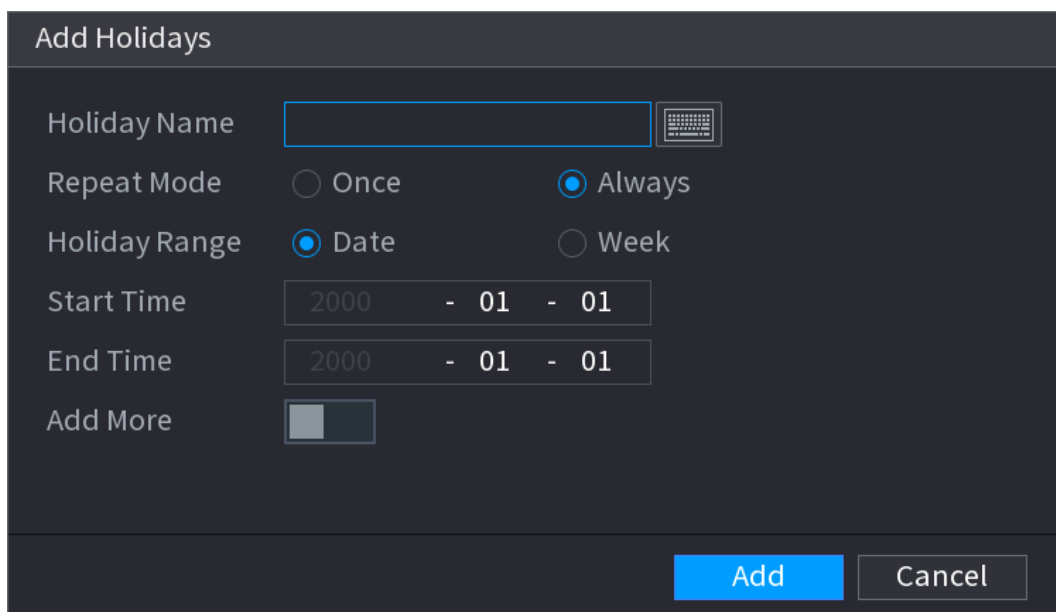 Add Holidays
Holiday Name
Repeat Mode Once Always
Holiday Range Date Week
Start Time 2000 - 01 - 01
End Time 2000 - 01 - 01
Add More
Add Cancel